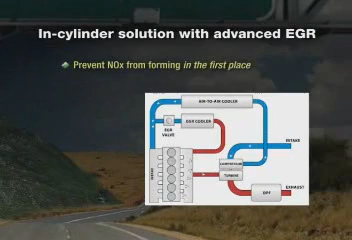 In-cylinder solution with advanced EGR
Prevent NOx from forming in the first place
AIR-TO-AIR COOLER
EGR COOLER
EGR
VALVE
INTAKE
COMPRESSOR
TURBINE
EXHAUST
DPF